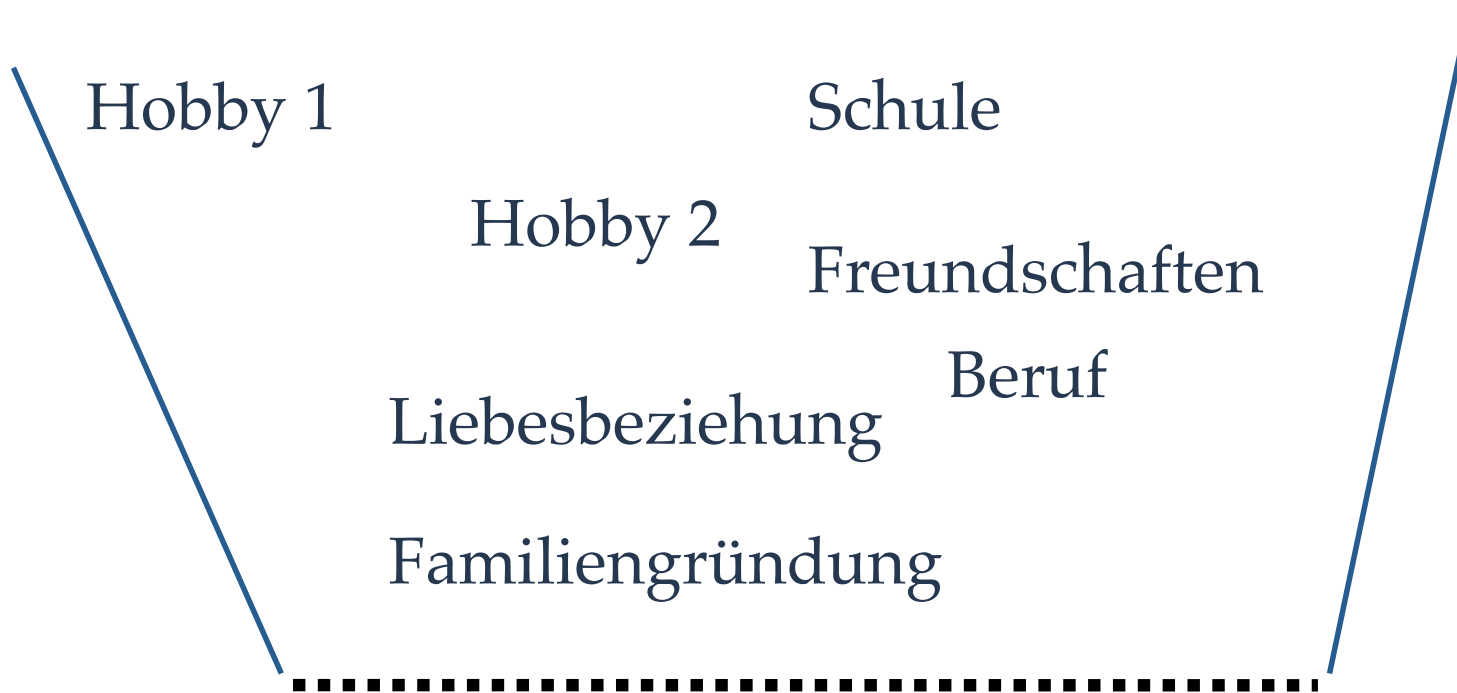 Hobby 1
Schule
Hobby 2
Freundschaften
Beruf
Liebesbeziehung
Familiengründung